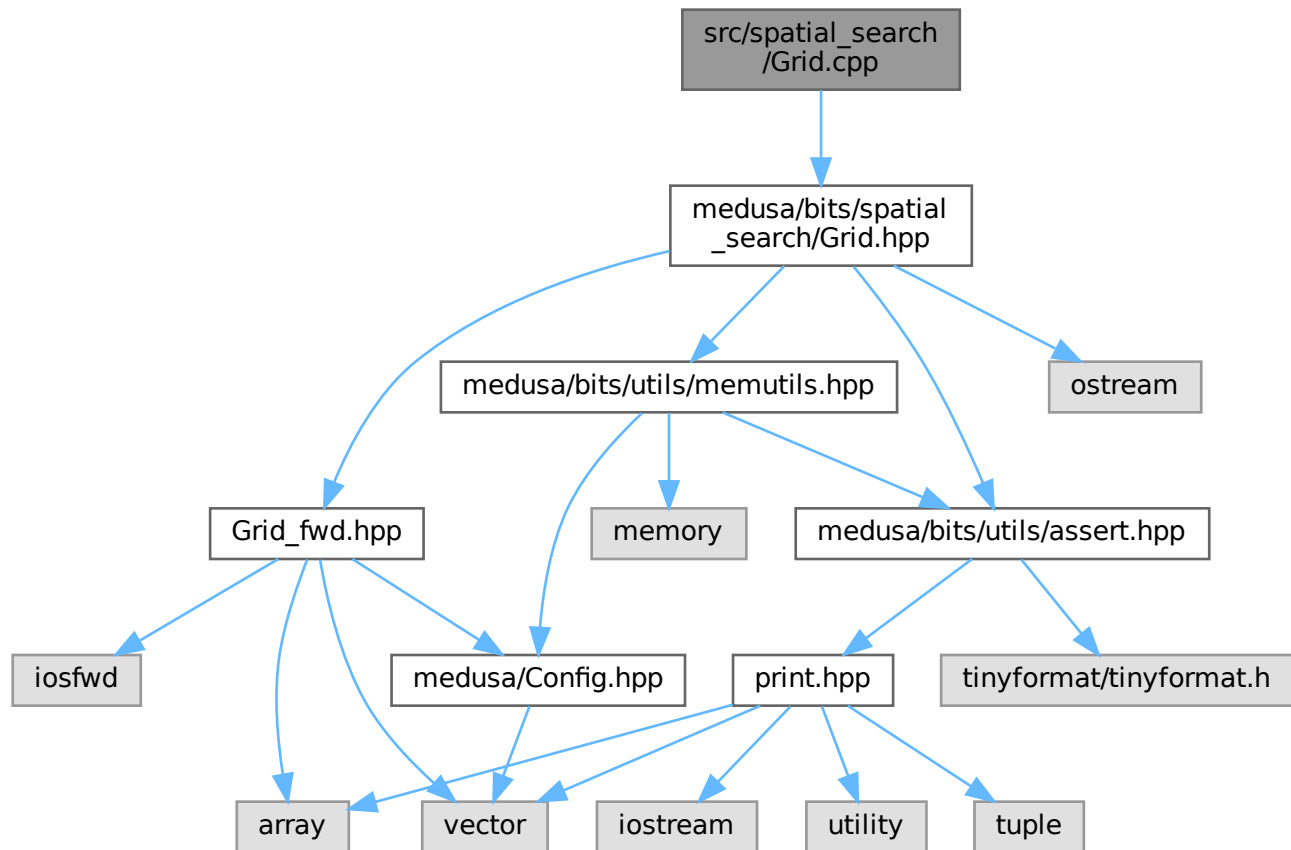 src/spatial_search
/Grid.cpp
medusa/bits/spatial
_search/Grid.hpp
medusa/bits/utils/memutils.hpp
ostream
Grid_fwd.hpp
memory
medusa/bits/utils/assert.hpp
iosfwd
medusa/Config.hpp
print.hpp
tinyformat/tinyformat.h
array
vector
iostream
utility
tuple